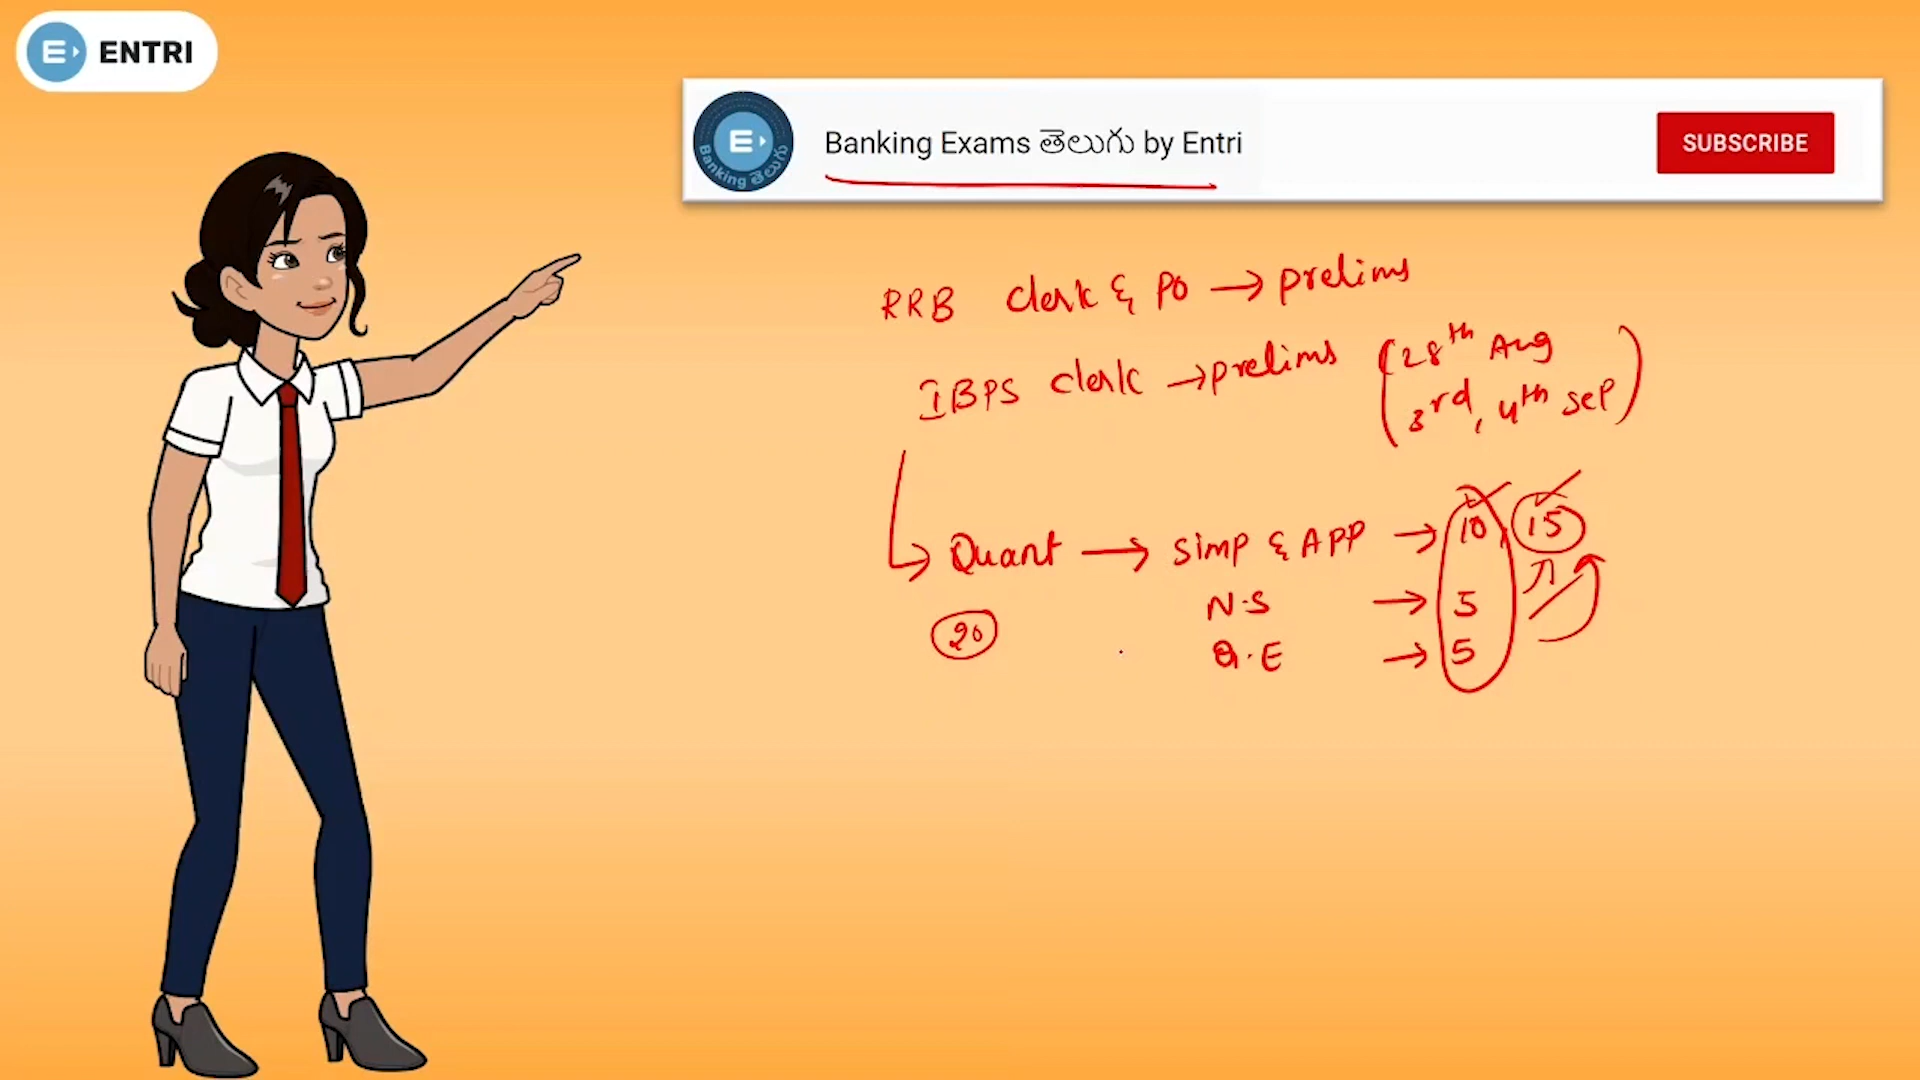 ENTRI
Banking Exams తెలుగు by Entri
SUBSCRIBE
Banking తెలుగు
RRB clerk & PO → prelims
IBPS clerk → prelims (28th Aug
3rd, 4th sep)
Quant → simp & APP → 10, 15
N.S → 5
20
Q.E → 5